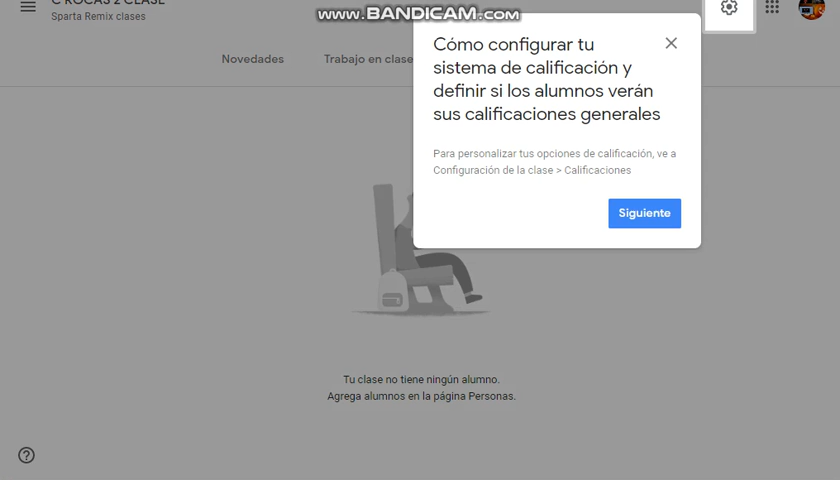 C ROCAS 2 CLASE
Sparta Remix clases
www.BANDICAM.com
Novedades
Trabajo en clase
Cómo configurar tu
sistema de calificación y
definir si los alumnos verán
sus calificaciones generales
Para personalizar tus opciones de calificación, ve a
Configuración de la clase > Calificaciones
Siguiente
Tu clase no tiene ningún alumno.
Agrega alumnos en la página Personas.